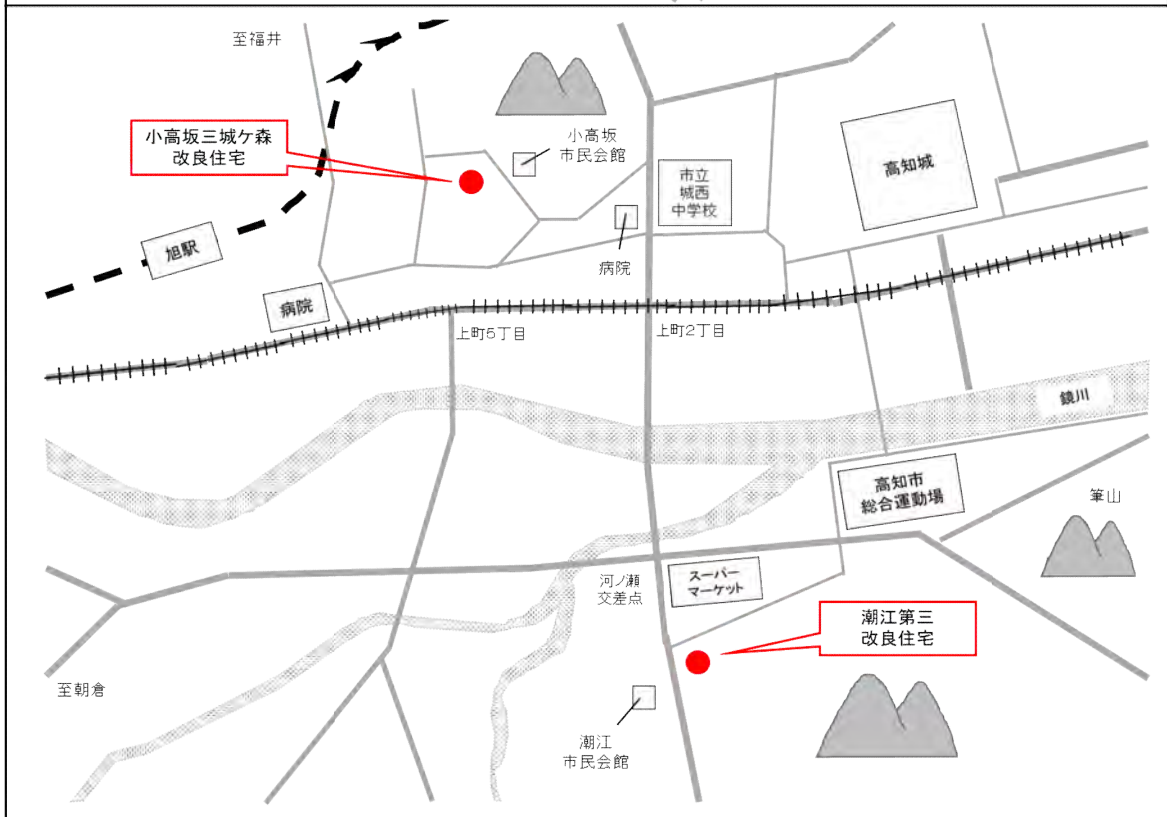 至福井
小高坂三城ケ森
改良住宅
小高坂
市民会館
市立
城西
中学校
高知城
旭駅
病院
病院
上町5丁目
上町2丁目
鏡川
高知市
総合運動場
筆山
河ノ瀬
交差点
スーパー
マーケット
潮江第三
改良住宅
至朝倉
潮江
市民会館